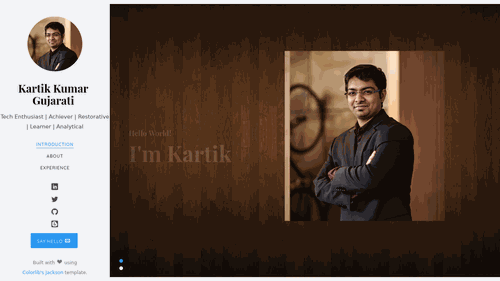 Kartik Kumar
Gujarati
Tech Enthusiast | Achiever | Restorative
| Learner | Analytical
INTRODUCTION
ABOUT
EXPERIENCE
SAY HELLO
Built with ❤ using
Colorlib's Jackson template.
Hello World!
I'm Kartik